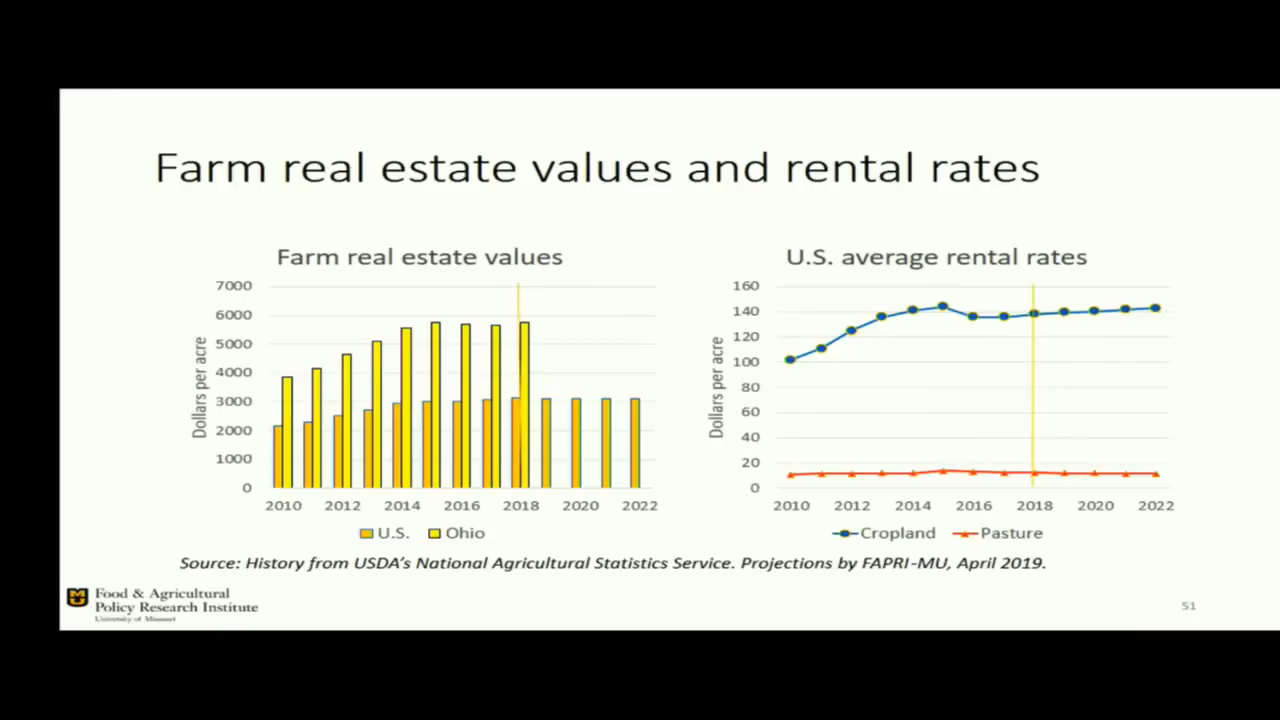 Farm real estate values and rental rates
Farm real estate values
7000
6000
5000
4000
3000
2000
1000
0
Dollars per acre
2010 2012 2014 2016 2018 2020 2022
U.S. Ohio
U.S. average rental rates
160
140
120
100
80
60
40
20
0
Dollars per acre
2010 2012 2014 2016 2018 2020 2022
Cropland Pasture
Source: History from USDA's National Agricultural Statistics Service. Projections by FAPRI-MU, April 2019.
Food & Agricultural
Policy Research Institute
University of Missouri
51